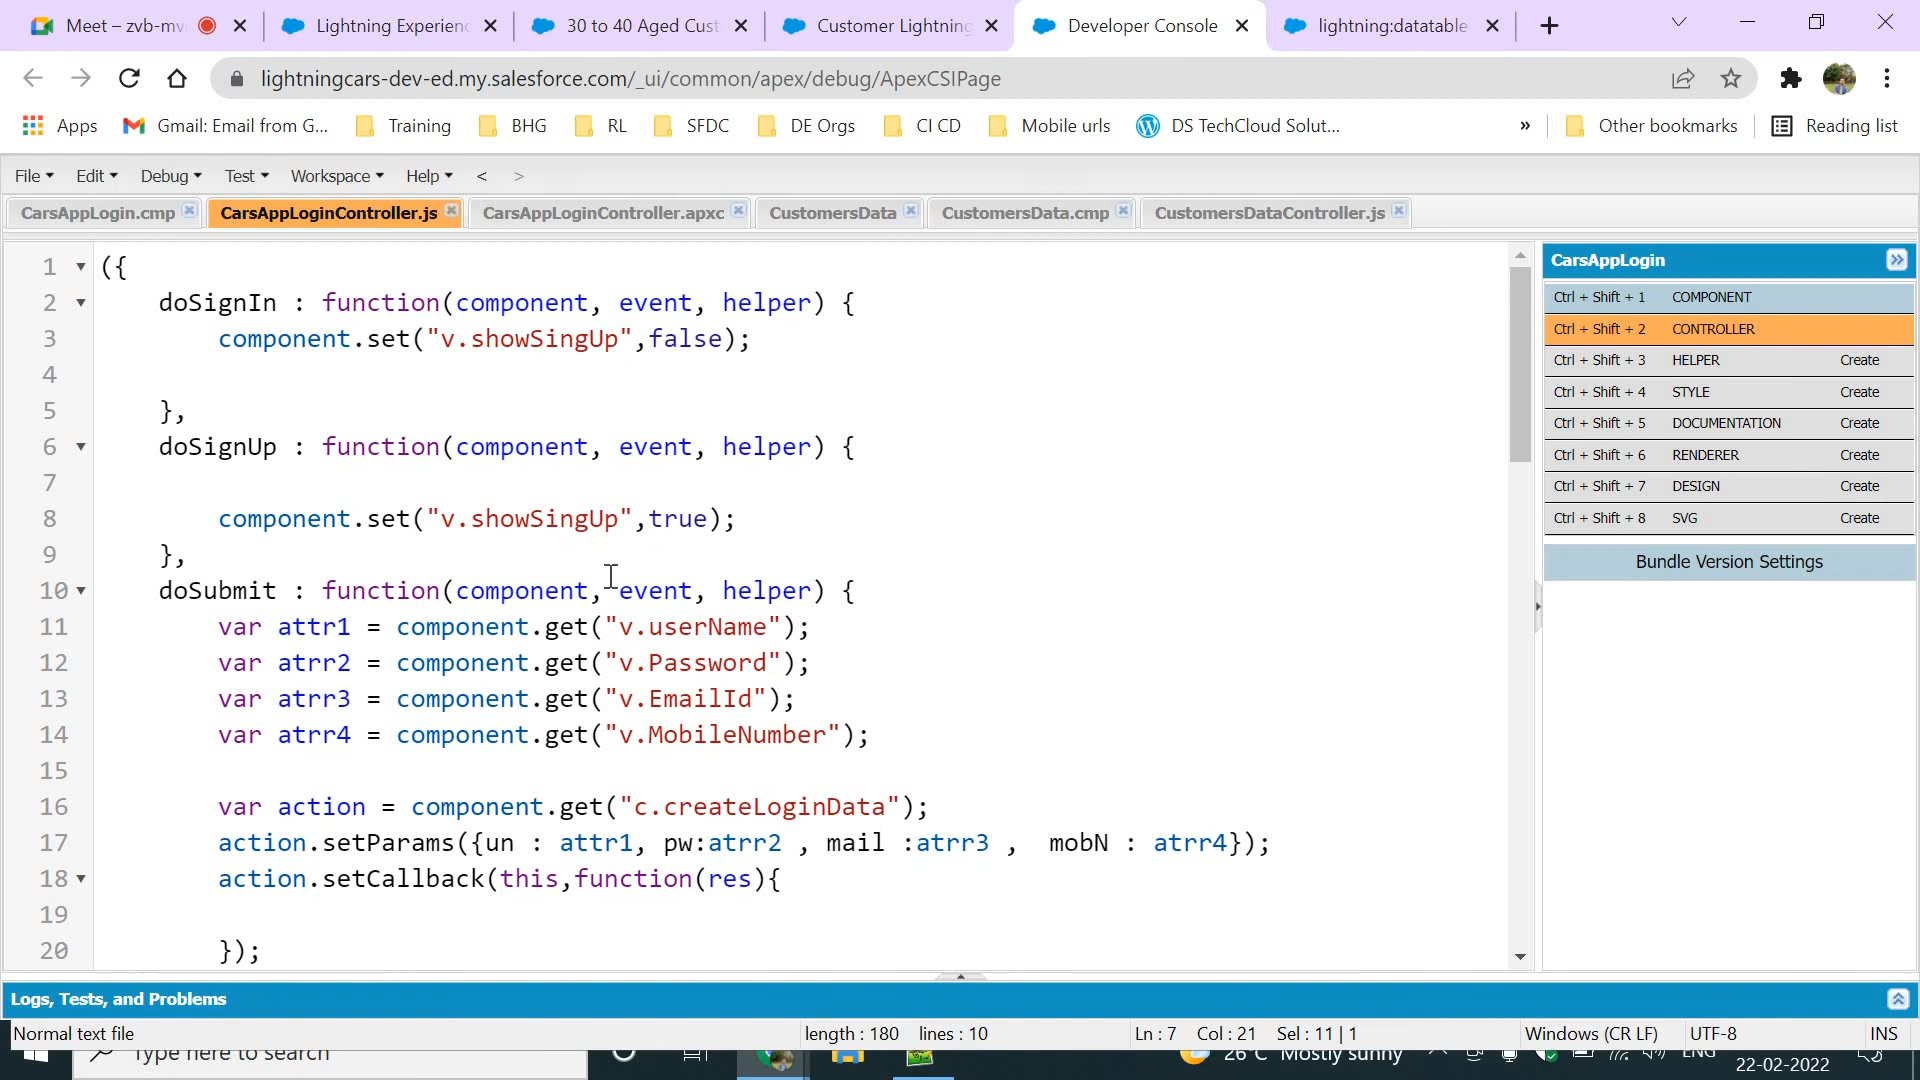 Meet – zvb-mv
Lightning Experienc
30 to 40 Aged Cust
Customer Lightning
Developer Console
lightning:datatable
lightningcars-dev-ed.my.salesforce.com/_ui/common/apex/debug/ApexCSIPage
Apps
Gmail: Email from G...
Training
BHG
RL
SFDC
DE Orgs
CI CD
Mobile urls
DS TechCloud Solut...
»
Other bookmarks
Reading list
File
Edit
Debug
Test
Workspace
Help
<
>
CarsAppLogin.cmp
CarsAppLoginController.js
CarsAppLoginController.apxc
CustomersData
CustomersData.cmp
CustomersDataController.js
1 ({
2 doSignIn : function(component, event, helper) {
3 component.set("v.showSingUp",false);
4
5 },
6 doSignUp : function(component, event, helper) {
7
8 component.set("v.showSingUp",true);
9 },
10 doSubmit : function(component, event, helper) {
11 var attr1 = component.get("v.userName");
12 var atrr2 = component.get("v.Password");
13 var atrr3 = component.get("v.EmailId");
14 var atrr4 = component.get("v.MobileNumber");
15
16 var action = component.get("c.createLoginData");
17 action.setParams({un : attr1, pw:atrr2 , mail :atrr3 ,  mobN : atrr4});
18 action.setCallback(this,function(res){
19
20 });
CarsAppLogin
Ctrl + Shift + 1 COMPONENT
Ctrl + Shift + 2 CONTROLLER
Ctrl + Shift + 3 HELPER Create
Ctrl + Shift + 4 STYLE Create
Ctrl + Shift + 5 DOCUMENTATION Create
Ctrl + Shift + 6 RENDERER Create
Ctrl + Shift + 7 DESIGN Create
Ctrl + Shift + 8 SVG Create
Bundle Version Settings
Logs, Tests, and Problems
Normal text file
length : 180 lines : 10
Ln : 7 Col : 21 Sel : 11 | 1
Windows (CR LF)
UTF-8
INS
Type here to search
26°C Mostly sunny
ENG
22-02-2022